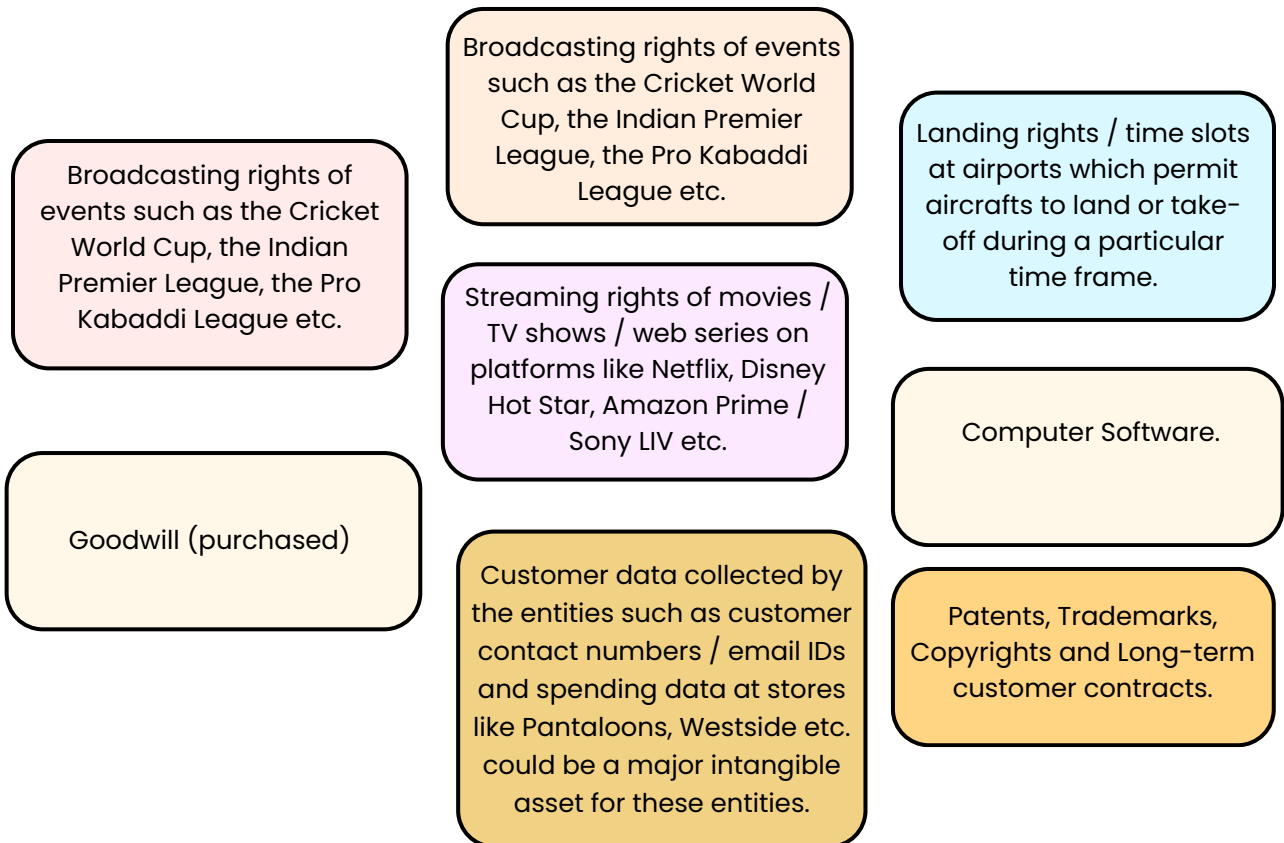 Broadcasting rights of
events such as the Cricket
World Cup, the Indian
Premier League, the Pro
Kabaddi League etc.
Goodwill (purchased)
Broadcasting rights of events
such as the Cricket World
Cup, the Indian Premier
League, the Pro Kabaddi
League etc.
Streaming rights of movies /
TV shows / web series on
platforms like Netflix, Disney
Hot Star, Amazon Prime /
Sony LIV etc.
Customer data collected by
the entities such as customer
contact numbers / email IDs
and spending data at stores
like Pantaloons, Westside etc.
could be a major intangible
asset for these entities.
Landing rights / time slots
at airports which permit
aircrafts to land or take-
off during a particular
time frame.
Computer Software.
Patents, Trademarks,
Copyrights and Long-term
customer contracts.